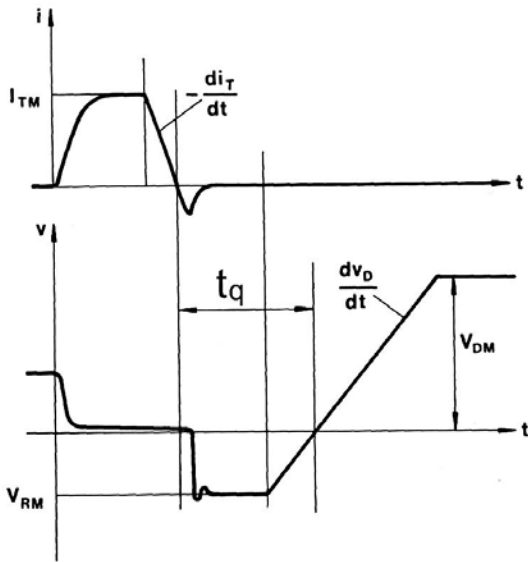 i
I_TM
- di_T
dt
t
v
t_q
dv_D
dt
V_DM
t
V_RM